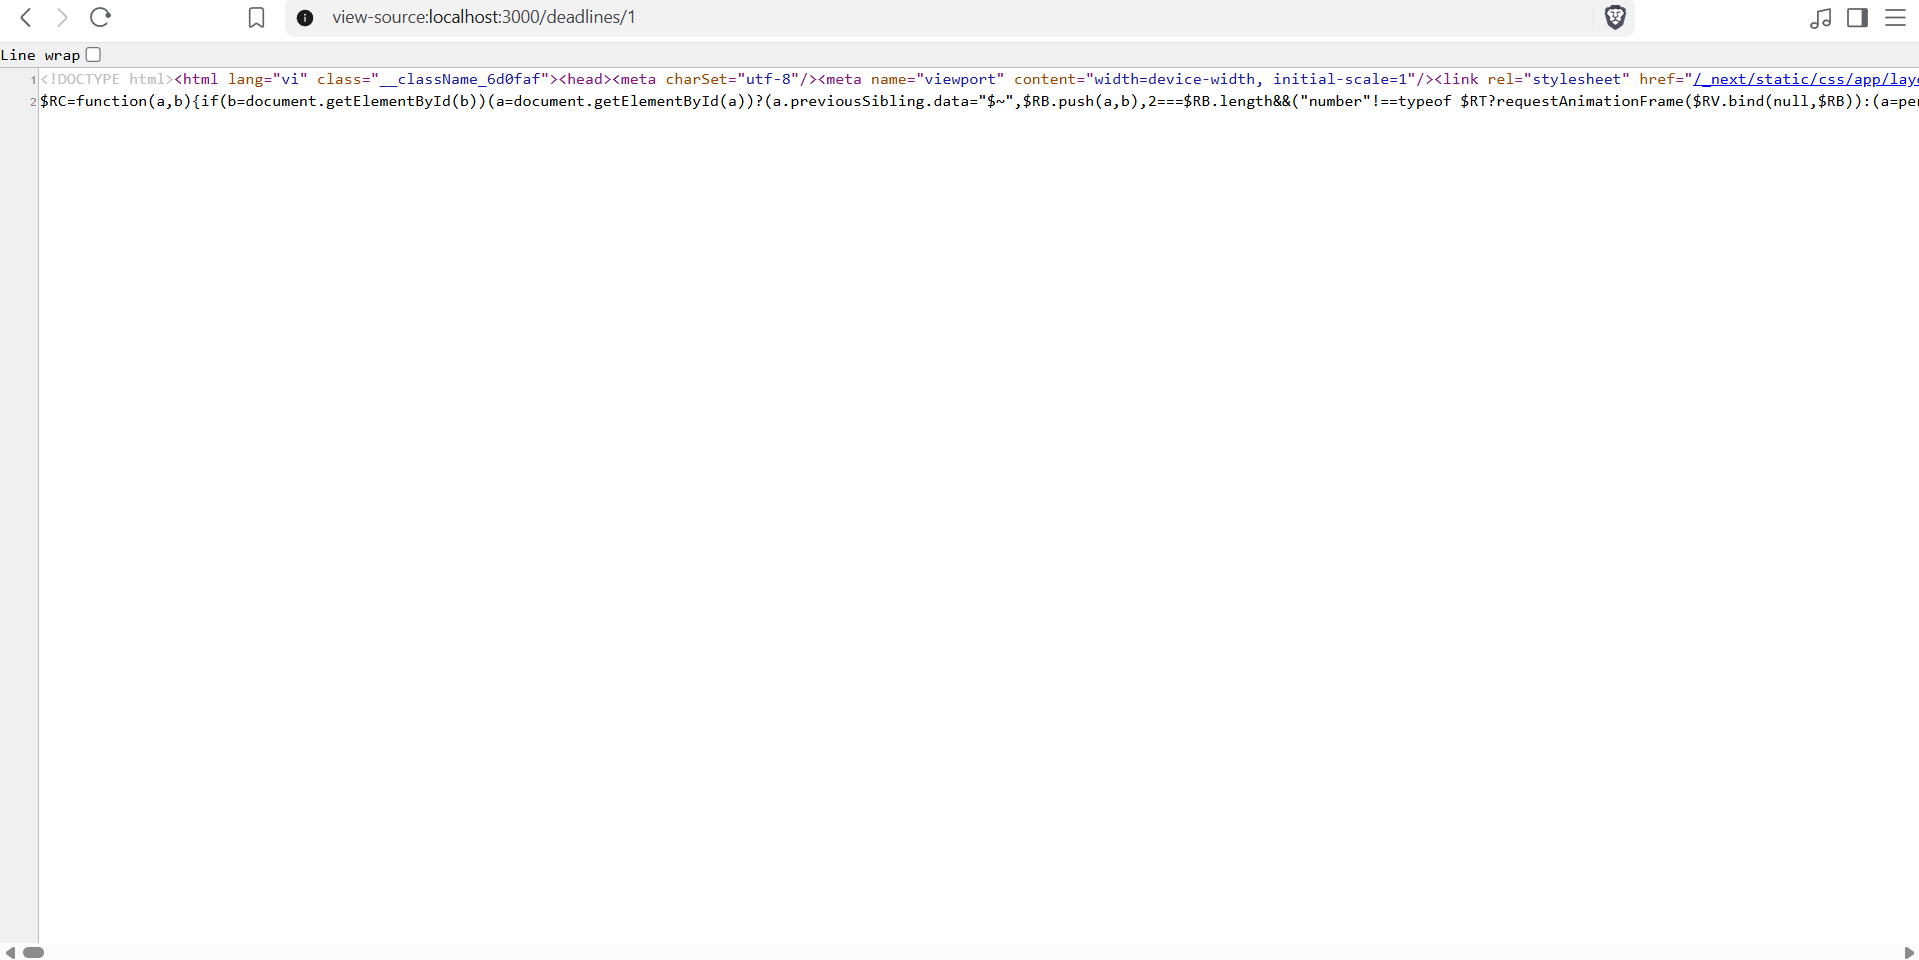 view-source:localhost:3000/deadlines/1
Line wrap
1 <!DOCTYPE html><html lang="vi" class="__className_6d0faf"><head><meta charSet="utf-8"/><meta name="viewport" content="width=device-width, initial-scale=1"/><link rel="stylesheet" href="/_next/static/css/app/layo
2 $RC=function(a,b){if(b=document.getElementById(b))(a=document.getElementById(a))?(a.previousSibling.data="$~",$RB.push(a,b),2===$RB.length&&("number"!==typeof $RT?requestAnimationFrame($RV.bind(null,$RB)):(a=per